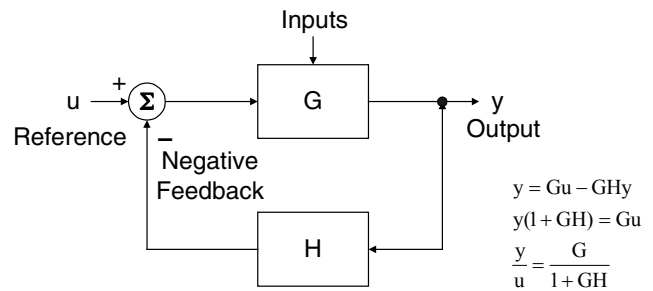 Inputs
+
u
Σ
G
y
Reference
−
Output
Negative
Feedback
H
y = Gu – GHy
y(1 + GH) = Gu
y/u = G/(1 + GH)